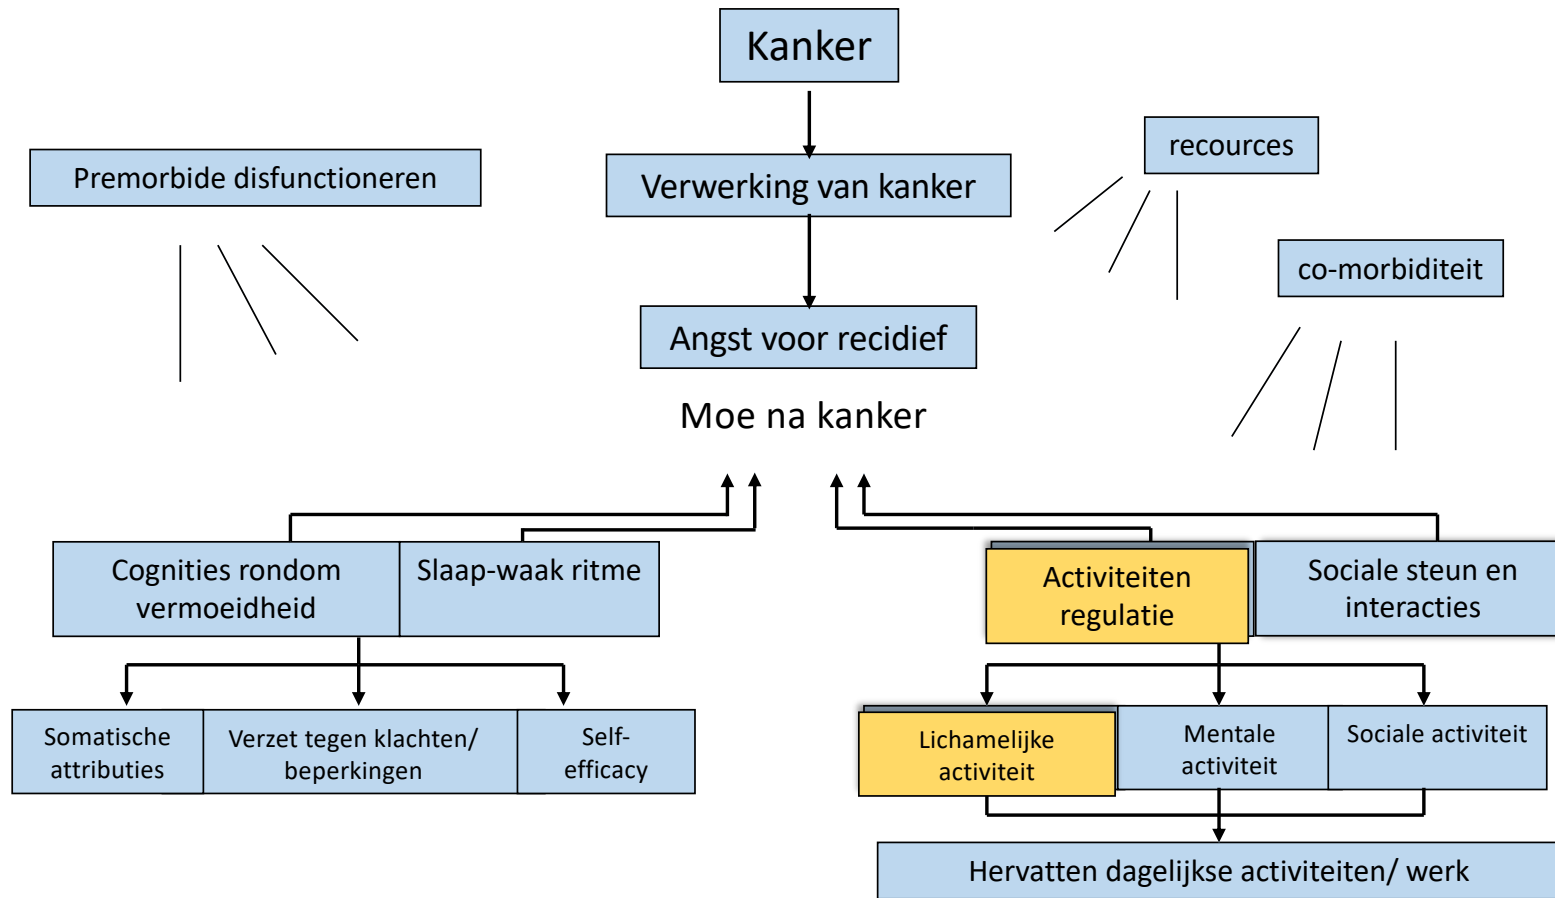 Kanker
recources
Premorbide disfunctioneren
Verwerking van kanker
co-morbiditeit
Angst voor recidief
Moe na kanker
Cognities rondom
vermoeidheid
Slaap-waak ritme
Activiteiten
regulatie
Sociale steun en
interacties
Somatische
attributies
Verzet tegen klachten/
beperkingen
Self-
efficacy
Lichamelijke
activiteit
Mentale
activiteit
Sociale activiteit
Hervatten dagelijkse activiteiten/ werk